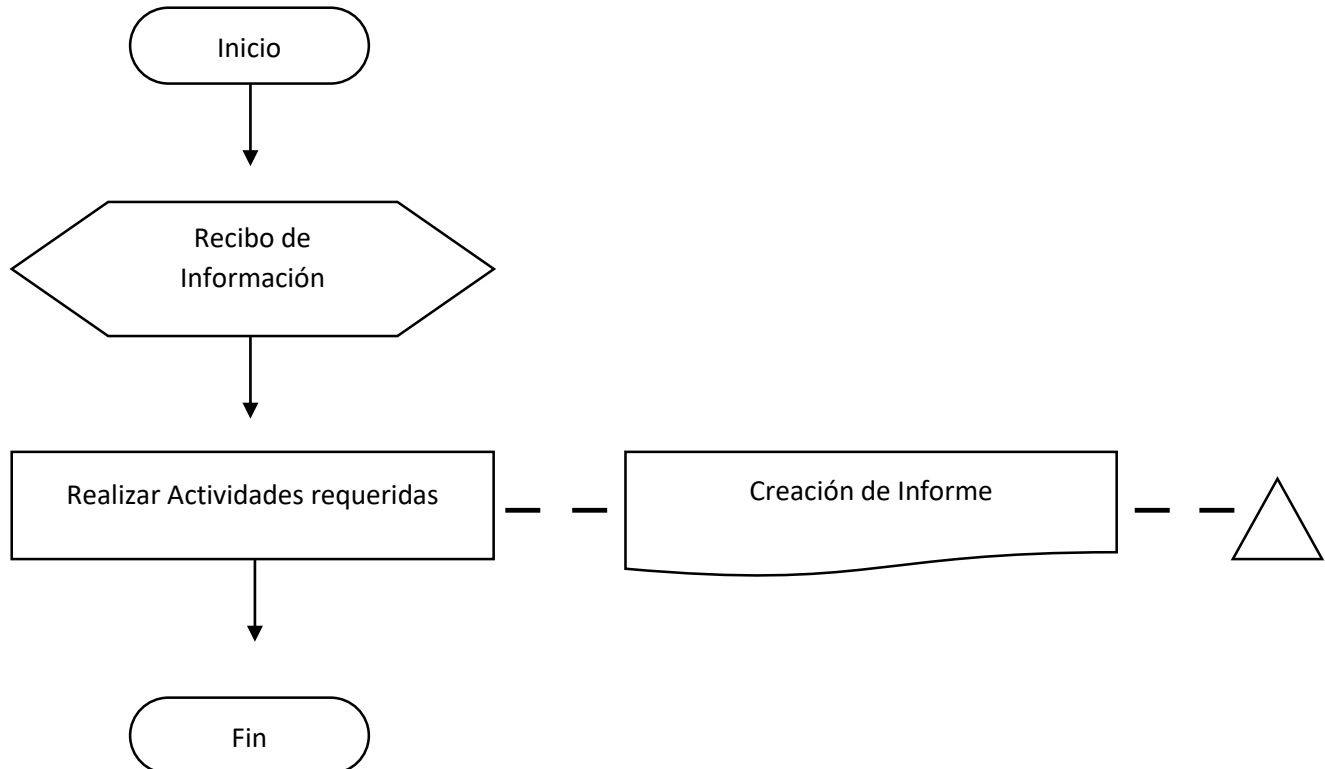 Inicio
Recibo de
Información
Realizar Actividades requeridas
Creación de Informe
Fin